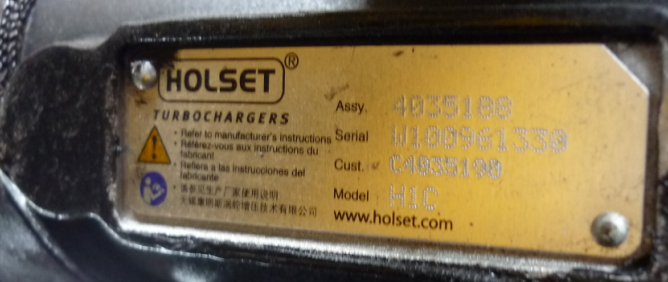 HOLSET®
TURBOCHARGERS
• Refer to manufacturer's instructions
• Référez-vous aux instructions du
fabricant
• Refiera a las instrucciones del
fabricante
• 请参见生产厂家使用说明
无锡康明斯涡轮增压技术有限公司
Assy. 4035188
Serial W100961330
Cust. C4035190
Model H1C
www.holset.com